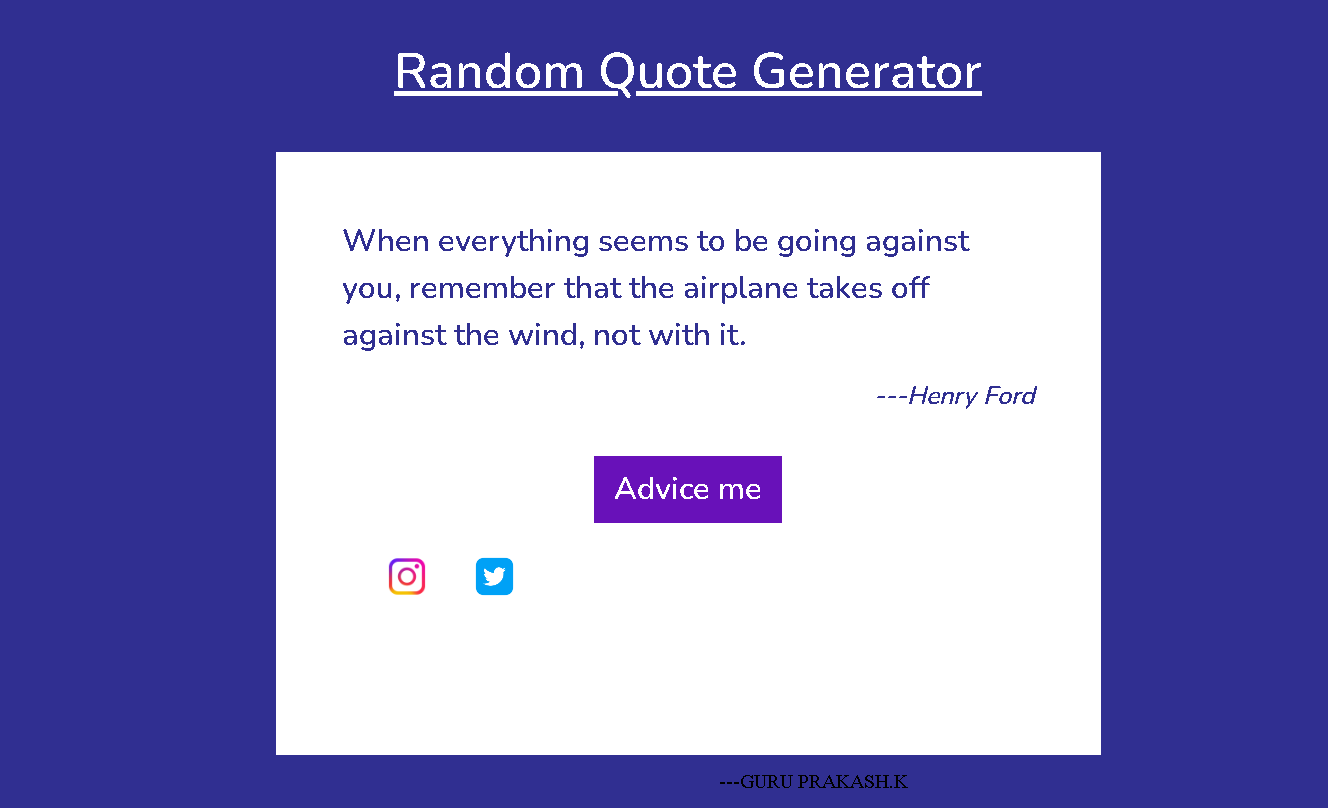 Random Quote Generator
When everything seems to be going against
you, remember that the airplane takes off
against the wind, not with it.
---Henry Ford
Advice me
---GURU PRAKASH.K